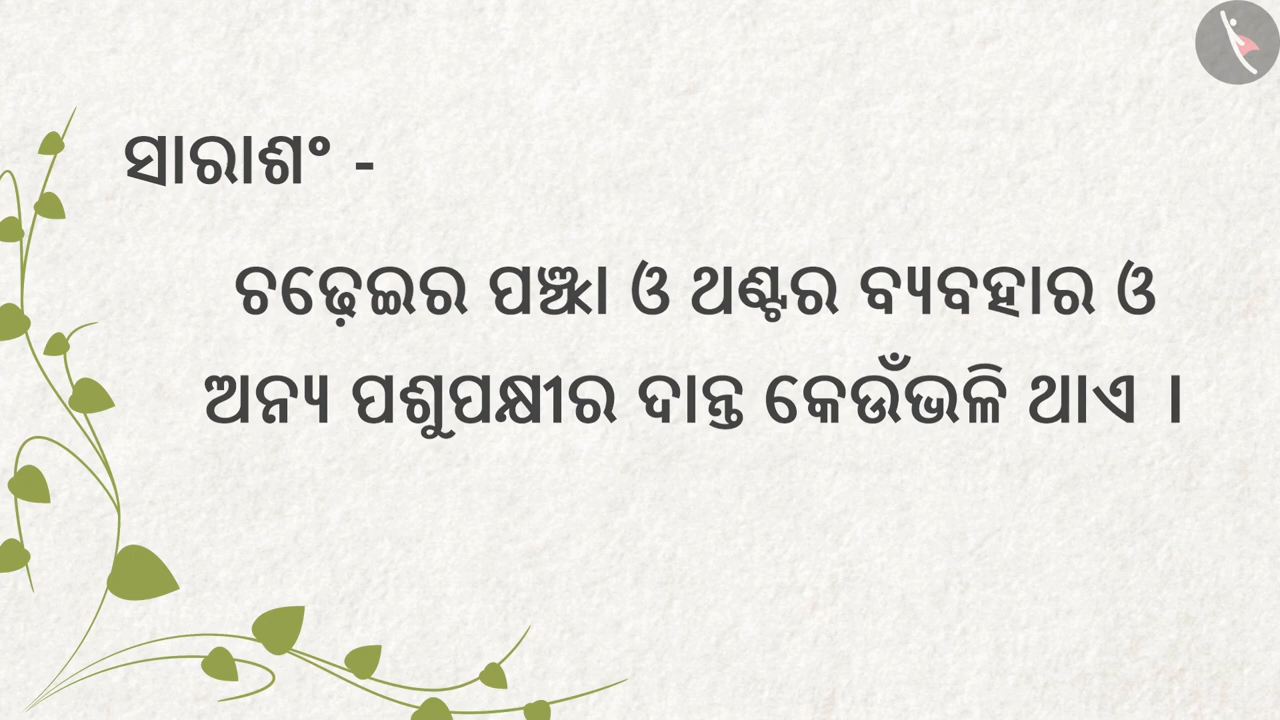 ସାରାଶଂ -
ଚଢ଼େଇର ପଞ୍ଝା ଓ ଥଣ୍ଟର ବ୍ୟବହାର ଓ
ଅନ୍ୟ ପଶୁପକ୍ଷୀର ଦାନ୍ତ କେଉଁଭଳି ଥାଏ ।